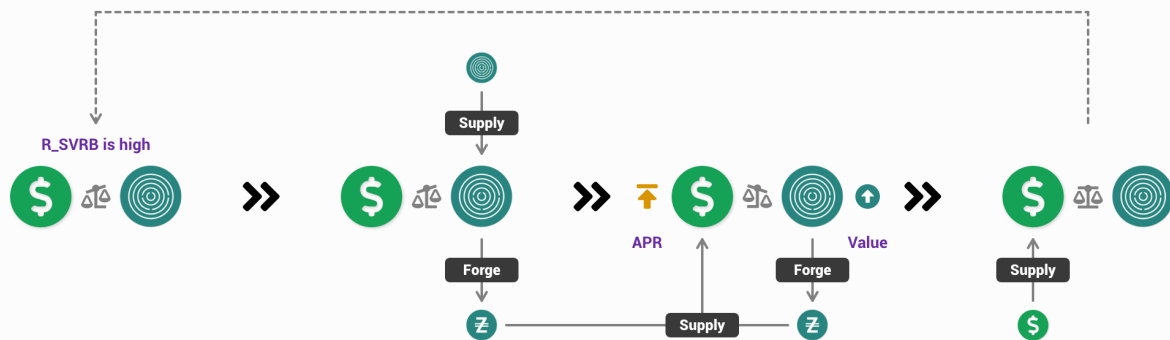 Supply
R_SVRB is high
$
$
$
$
APR
Value
Forge
Forge
Supply
Supply
$